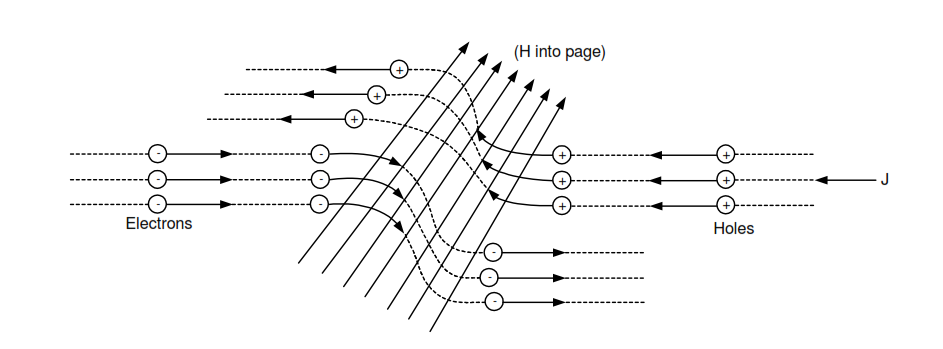 (H into page)
+
+
+
- - + +
- - + + J
- - + +
Electrons
Holes
-
-
-